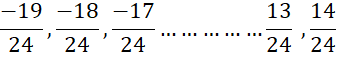 −19/24 , −18/24 , −17/24 … … … … … 13/24 , 14/24